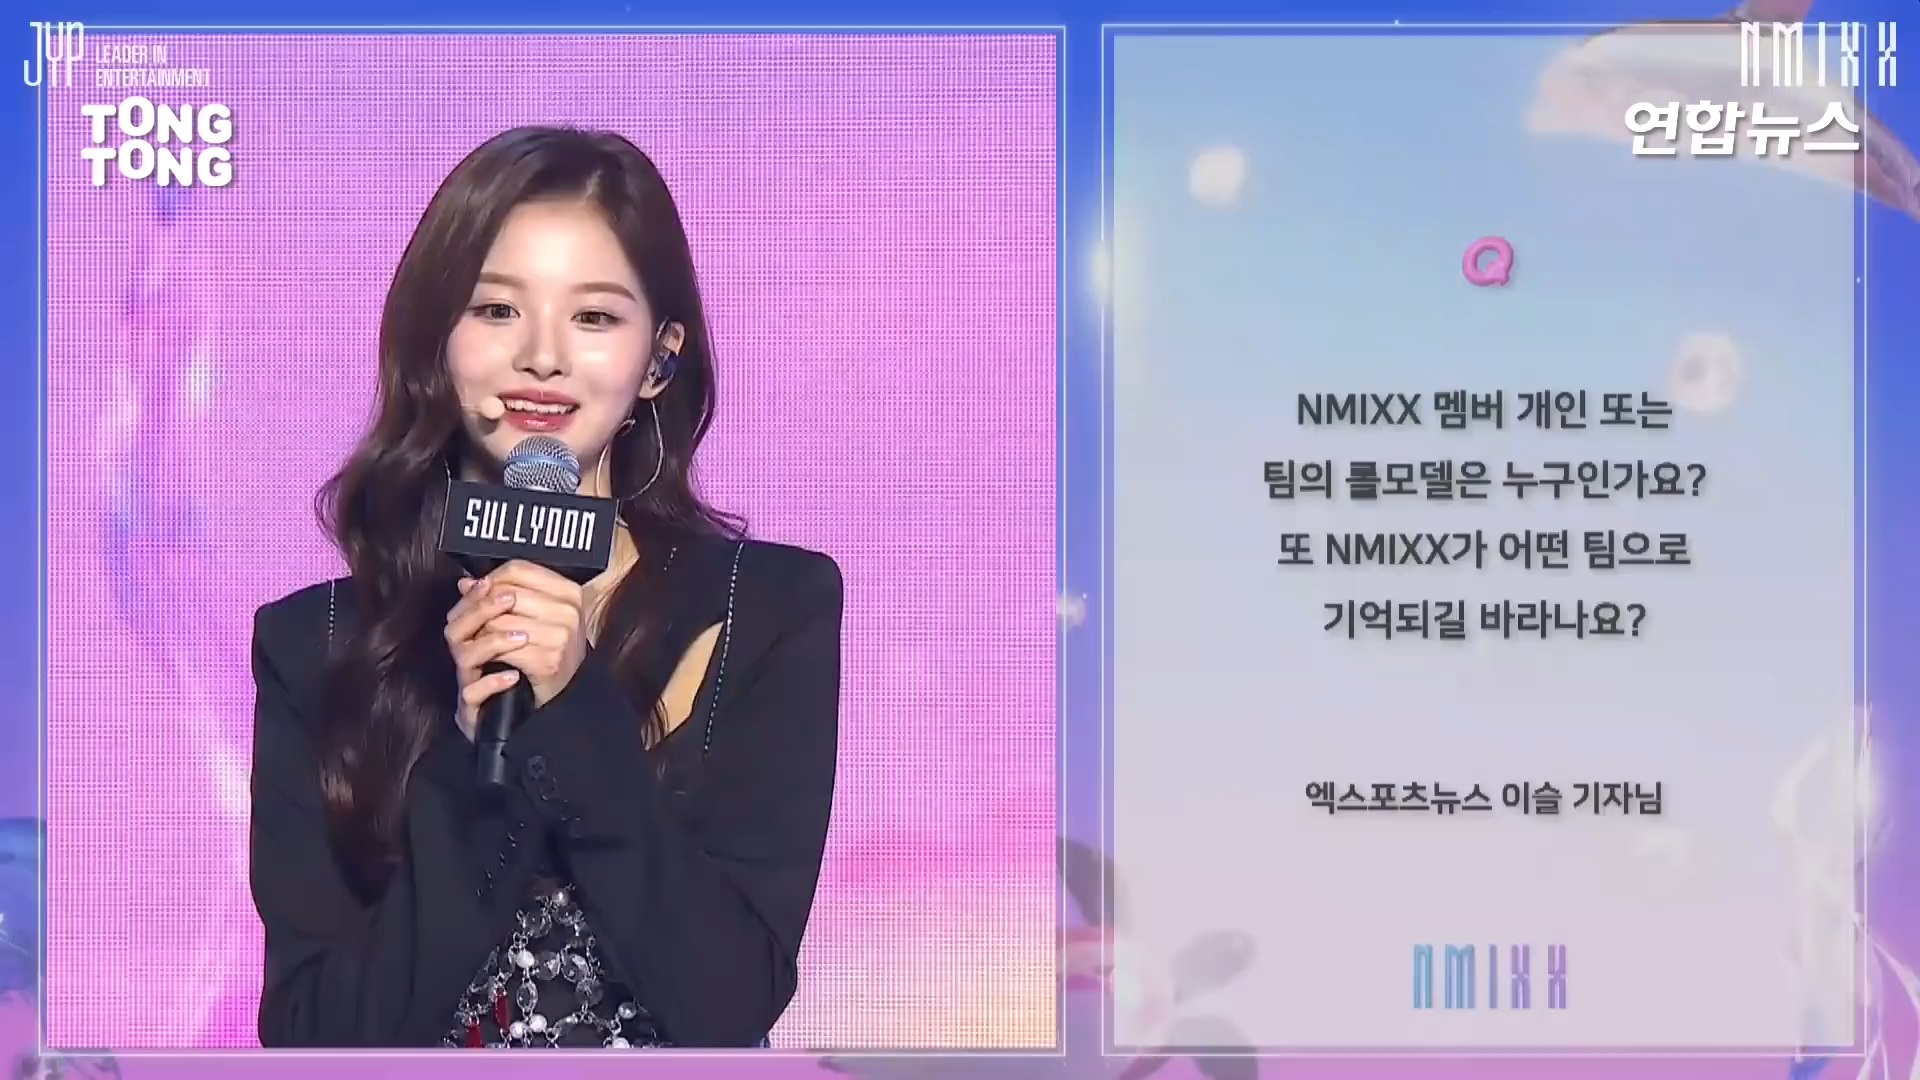 JYP
LEADER IN
ENTERTAINMENT
TONG
TONG
NMIXX
연합뉴스
SULLYOON
Q
NMIXX 멤버 개인 또는
팀의 롤모델은 누구인가요?
또 NMIXX가 어떤 팀으로
기억되길 바라나요?
엑스포츠뉴스 이슬 기자님
NMIXX